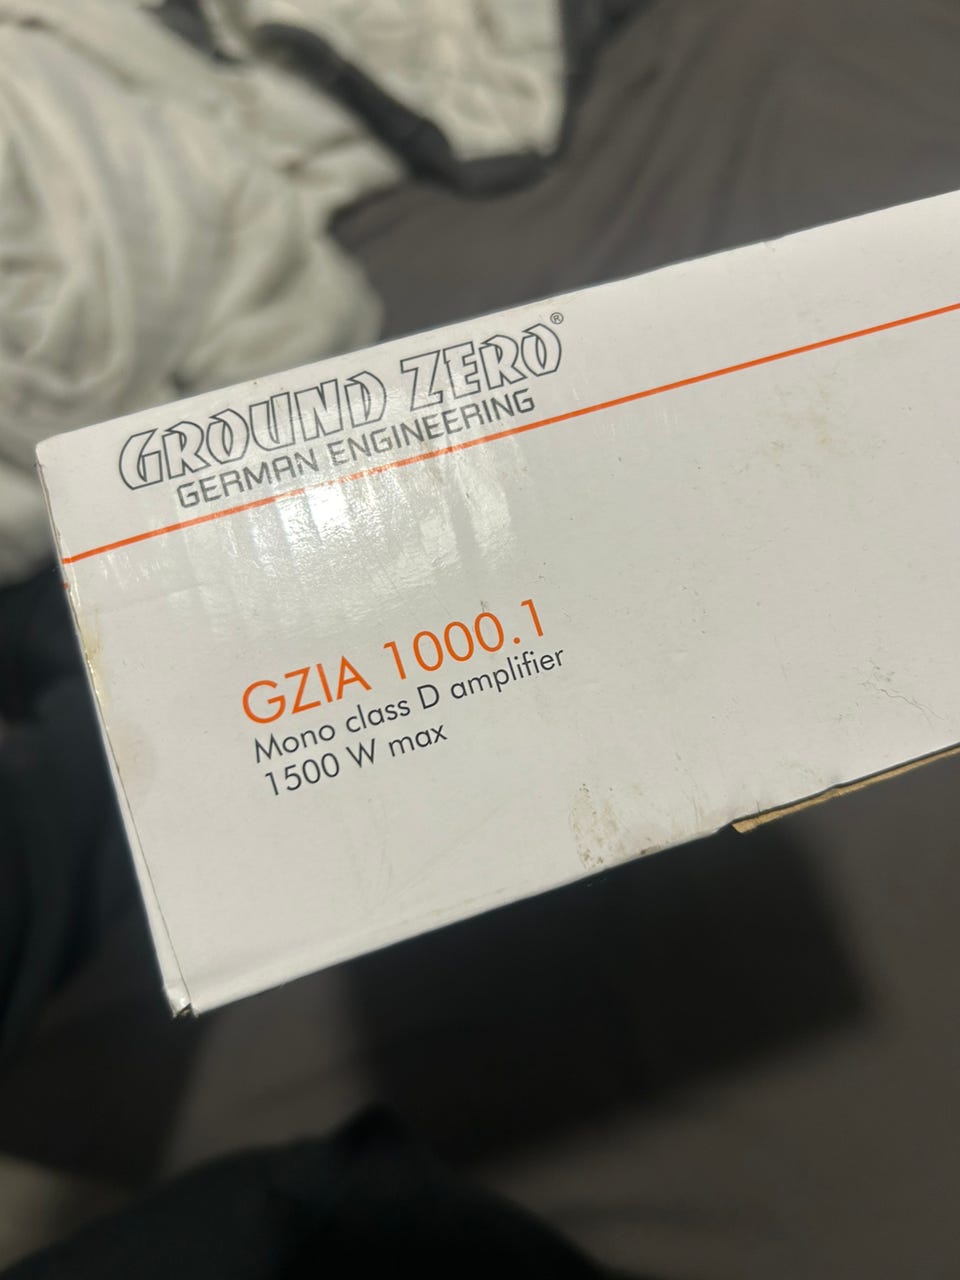 GROUND ZERO®
GERMAN ENGINEERING
GZIA 1000.1
Mono class D amplifier
1500 W max